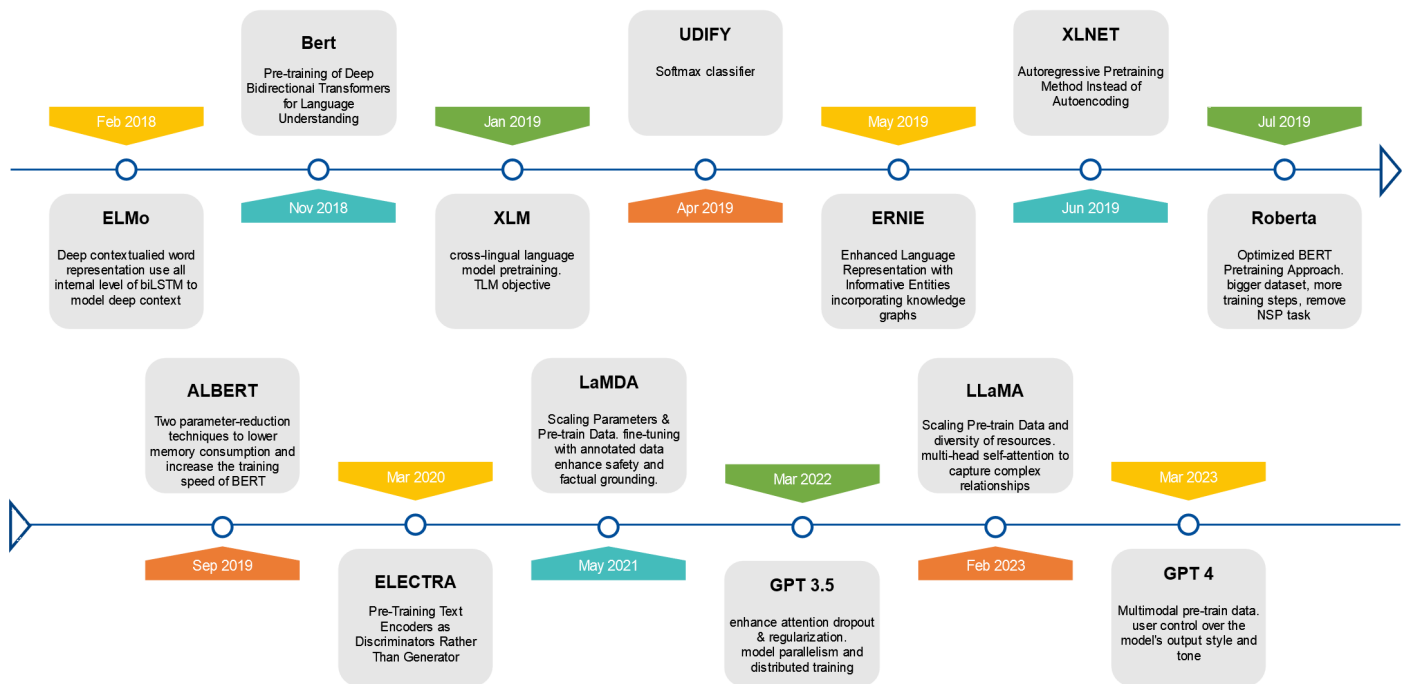 Bert
Pre-training of Deep
Bidirectional Transformers
for Language
Understanding
UDIFY
Softmax classifier
XLNET
Autoregressive Pretraining
Method Instead of
Autoencoding
Feb 2018
Jan 2019
May 2019
Jul 2019
Nov 2018
Apr 2019
Jun 2019
ELMo
Deep contextualied word
representation use all
internal level of biLSTM to
model deep context
XLM
cross-lingual language
model pretraining.
TLM objective
ERNIE
Enhanced Language
Representation with
Informative Entities
incorporating knowledge
graphs
Roberta
Optimized BERT
Pretraining Approach.
bigger dataset, more
training steps, remove
NSP task
ALBERT
Two parameter-reduction
techniques to lower
memory consumption and
increase the training
speed of BERT
LaMDA
Scaling Parameters &
Pre-train Data. fine-tuning
with annotated data
enhance safety and
factual grounding.
LLaMA
Scaling Pre-train Data and
diversity of resources.
multi-head self-attention to
capture complex
relationships
Mar 2020
Mar 2022
Mar 2023
Sep 2019
May 2021
Feb 2023
ELECTRA
Pre-Training Text
Encoders as
Discriminators Rather
Than Generator
GPT 3.5
enhance attention dropout
& regularization.
model parallelism and
distributed training
GPT 4
Multimodal pre-train data.
user control over the
model's output style and
tone